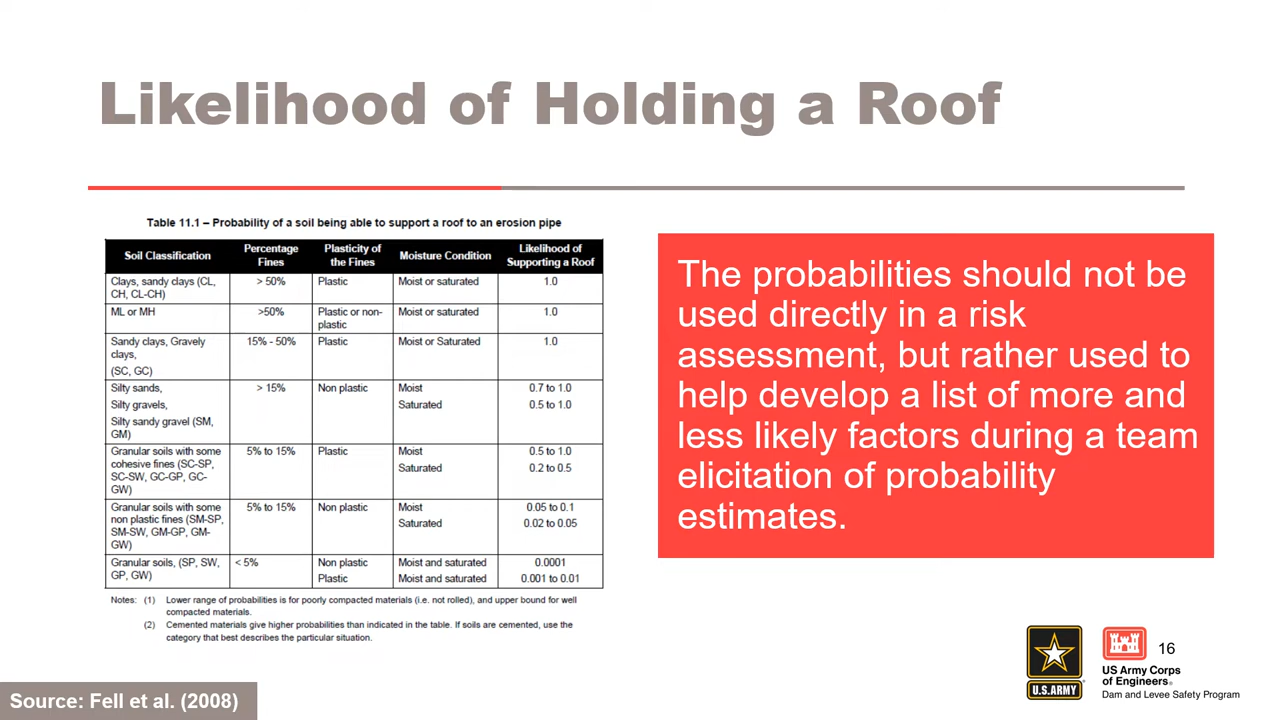 Likelihood of Holding a Roof
Table 11.1 – Probability of a soil being able to support a roof to an erosion pipe
Soil Classification
Percentage
Fines
Plasticity of
the Fines
Moisture Condition
Likelihood of
Supporting a Roof
Clays, sandy clays (CL,
CH, CL-CH)
> 50%
Plastic
Moist or saturated
1.0
ML or MH
>50%
Plastic or non-
plastic
Moist or saturated
1.0
Sandy clays, Gravely
clays,
(SC, GC)
15% - 50%
Plastic
Moist or Saturated
1.0
Silty sands,
Silty gravels,
Silty sandy gravel (SM,
GM)
> 15%
Non plastic
Moist
Saturated
0.7 to 1.0
0.5 to 1.0
Granular soils with some
cohesive fines (SC-SP,
SC-SW, GC-GP, GC-
GW)
5% to 15%
Plastic
Moist
Saturated
0.5 to 1.0
0.2 to 0.5
Granular soils with some
non plastic fines (SM-SP,
SM-SW, GM-GP, GM-
GW)
5% to 15%
Non plastic
Moist
Saturated
0.05 to 0.1
0.02 to 0.05
Granular soils, (SP, SW,
GP, GW)
< 5%
Non plastic
Plastic
Moist and saturated
Moist and saturated
0.0001
0.001 to 0.01
Notes: (1) Lower range of probabilities is for poorly compacted materials (i.e. not rolled), and upper bound for well
compacted materials.
(2) Cemented materials give higher probabilities than indicated in the table. If soils are cemented, use the
category that best describes the particular situation.
The probabilities should not be
used directly in a risk
assessment, but rather used to
help develop a list of more and
less likely factors during a team
elicitation of probability
estimates.
U.S.ARMY
16
US Army Corps
of Engineers®
Dam and Levee Safety Program
Source: Fell et al. (2008)